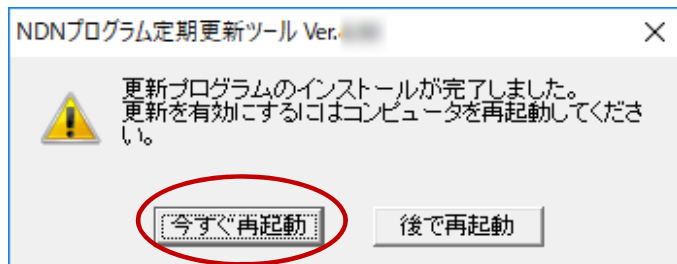 NDNプログラム定期更新ツール Ver.
更新プログラムのインストールが完了しました。
更新を有効にするにはコンピュータを再起動してくださ
い。
今すぐ再起動
後で再起動